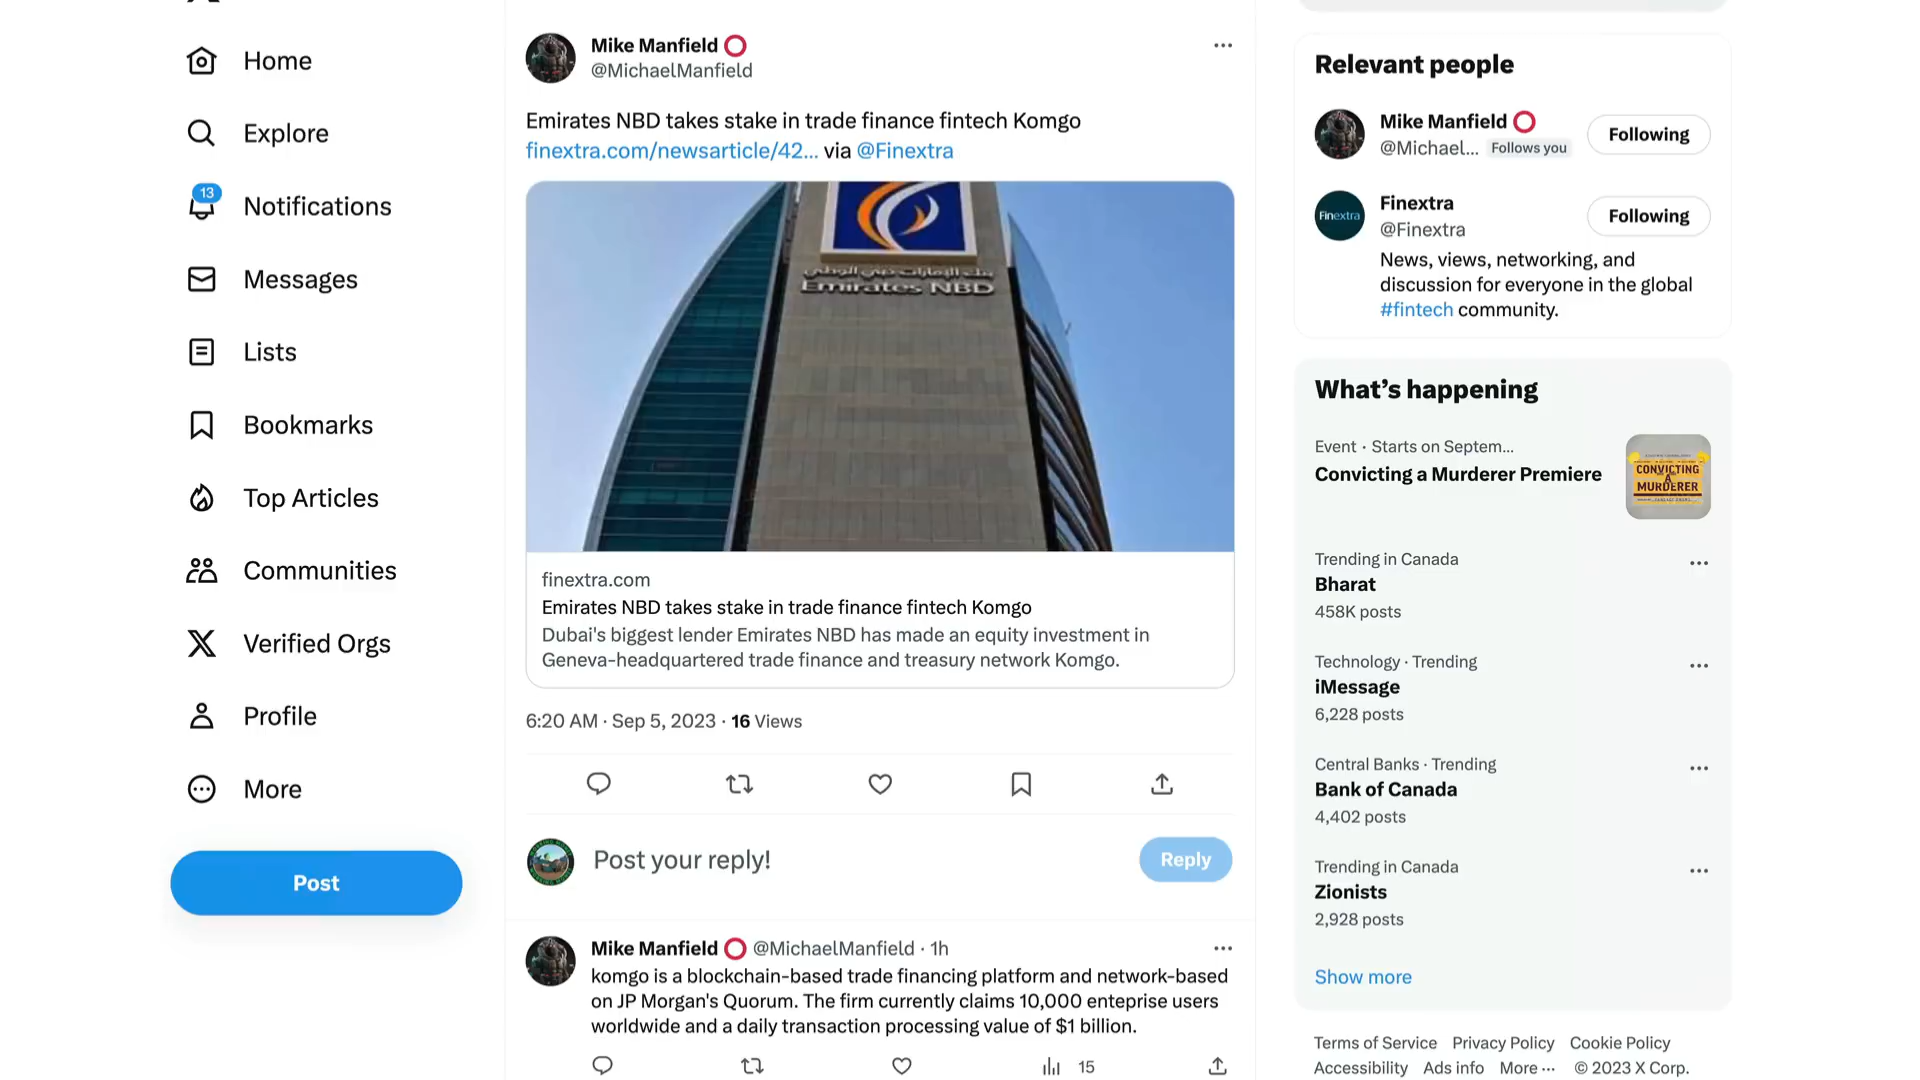 Home
Explore
13
Notifications
Messages
Lists
Bookmarks
Top Articles
Communities
Verified Orgs
Profile
More
Post
Mike Manfield
@MichaelManfield
Emirates NBD takes stake in trade finance fintech Komgo
finextra.com/newsarticle/42... via @Finextra
بنك الإمارات دبي الوطني
Emirates NBD
finextra.com
Emirates NBD takes stake in trade finance fintech Komgo
Dubai's biggest lender Emirates NBD has made an equity investment in
Geneva-headquartered trade finance and treasury network Komgo.
6:20 AM · Sep 5, 2023 · 16 Views
Post your reply!
Reply
Mike Manfield @MichaelManfield · 1h
komgo is a blockchain-based trade financing platform and network-based
on JP Morgan's Quorum. The firm currently claims 10,000 enteprise users
worldwide and a daily transaction processing value of $1 billion.
15
Relevant people
Mike Manfield
@Michael... Follows you
Following
Finextra
Finextra
@Finextra
Following
News, views, networking, and
discussion for everyone in the global
#fintech community.
What's happening
Event · Starts on Septem...
Convicting a Murderer Premiere
CONVICTING
A
MURDERER
Trending in Canada
Bharat
458K posts
Technology · Trending
iMessage
6,228 posts
Central Banks · Trending
Bank of Canada
4,402 posts
Trending in Canada
Zionists
2,928 posts
Show more
Terms of Service Privacy Policy Cookie Policy
Accessibility Ads info More ··· © 2023 X Corp.